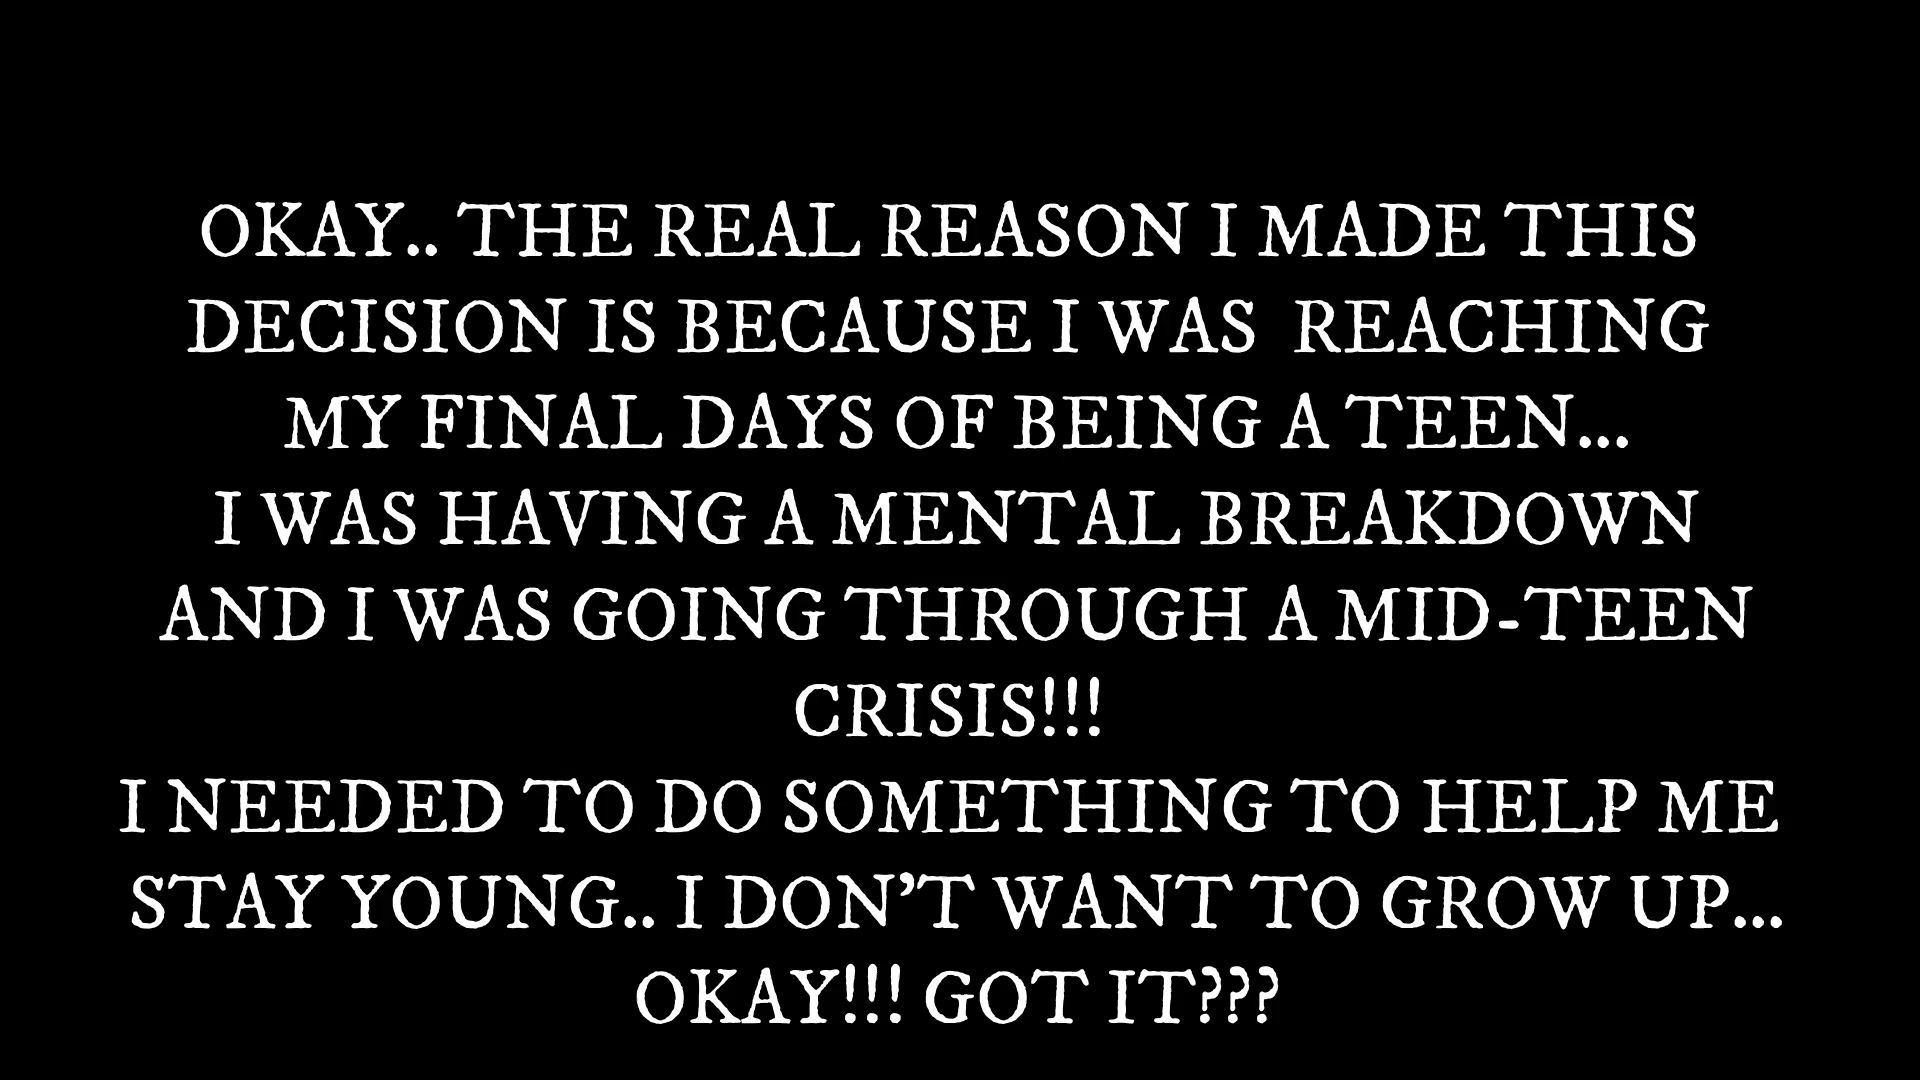 OKAY.. THE REAL REASON I MADE THIS
DECISION IS BECAUSE I WAS  REACHING
MY FINAL DAYS OF BEING A TEEN...
I WAS HAVING A MENTAL BREAKDOWN
AND I WAS GOING THROUGH A MID-TEEN
CRISIS!!!
I NEEDED TO DO SOMETHING TO HELP ME
STAY YOUNG.. I DON'T WANT TO GROW UP...
OKAY!!! GOT IT???